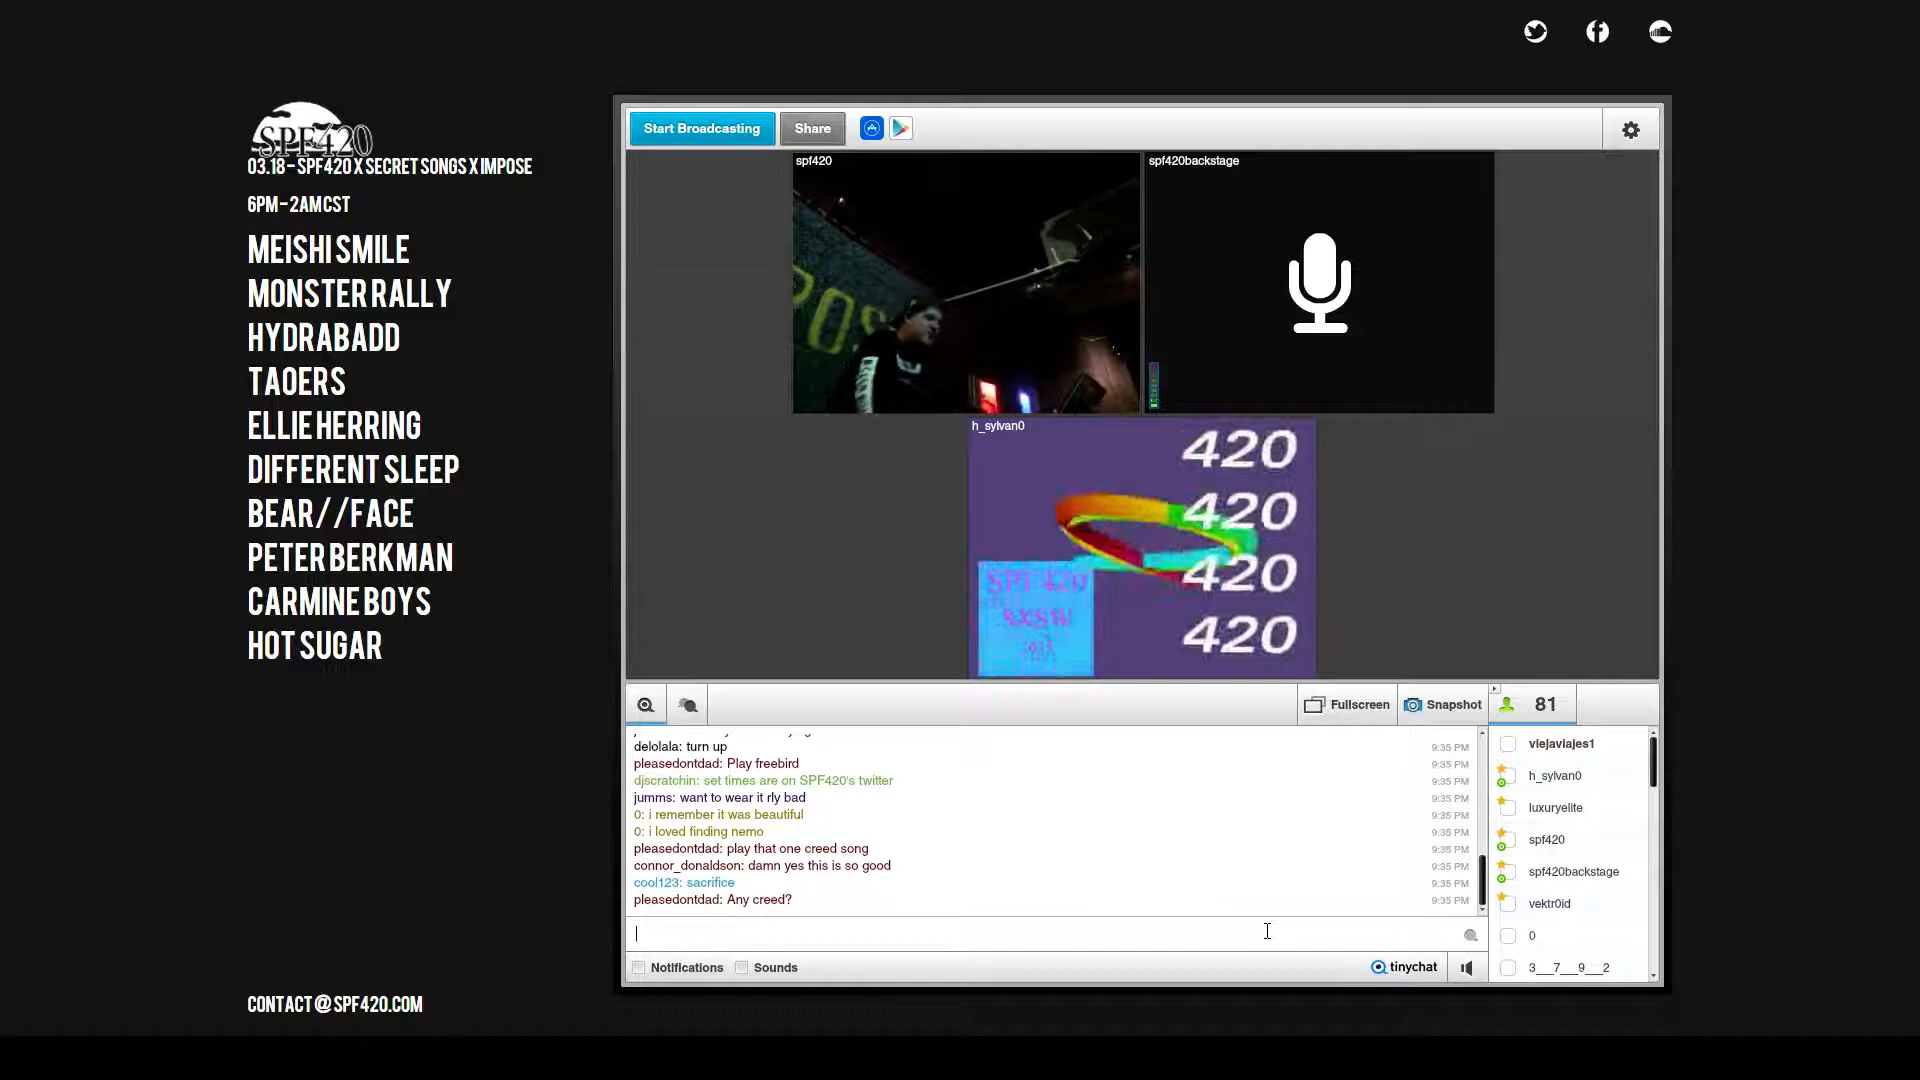 SPF420
03.18 – SPF420 X SECRET SONGS X IMPOSE
6PM – 2AM CST
MEISHI SMILE
MONSTER RALLY
HYDRABADD
TAOERS
ELLIE HERRING
DIFFERENT SLEEP
BEAR//FACE
PETER BERKMAN
CARMINE BOYS
HOT SUGAR
CONTACT@SPF420.COM
Start Broadcasting
Share
spf420
spf420backstage
h_sylvan0
420
420
420
420
SPF420
SXSW
Fullscreen
Snapshot
81
delolala: turn up 9:35 PM
pleasedontdad: Play freebird 9:35 PM
djscratchin: set times are on SPF420's twitter 9:35 PM
jumms: want to wear it rly bad 9:35 PM
0: i remember it was beautiful 9:35 PM
0: i loved finding nemo 9:35 PM
pleasedontdad: play that one creed song 9:35 PM
connor_donaldson: damn yes this is so good 9:35 PM
cool123: sacrifice 9:35 PM
pleasedontdad: Any creed? 9:35 PM
Notifications
Sounds
tinychat
viejaviajes1
h_sylvan0
luxuryelite
spf420
spf420backstage
vektr0id
0
3__7__9__2